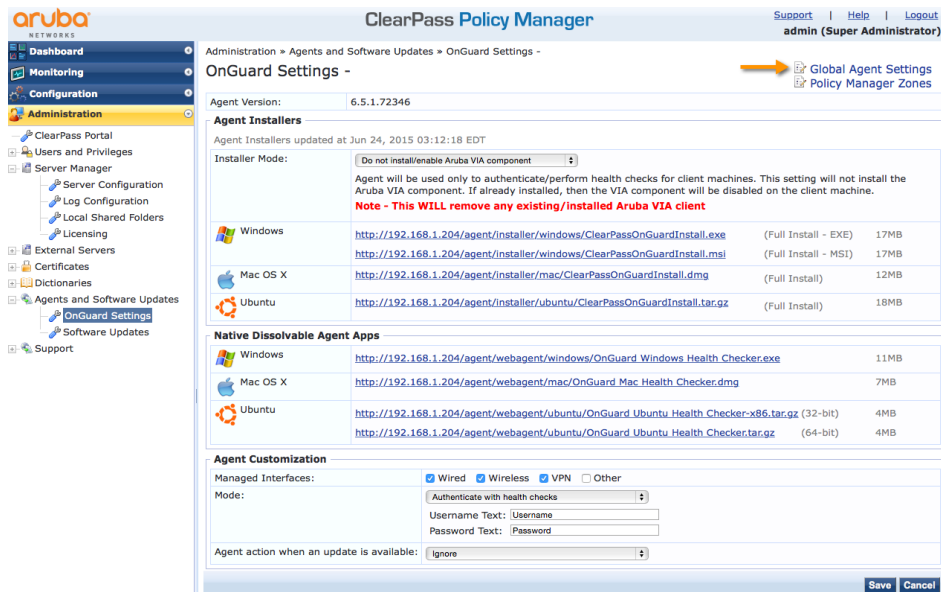 aruba
NETWORKS
ClearPass Policy Manager
Support | Help | Logout
admin (Super Administrator)
Dashboard
Monitoring
Configuration
Administration
ClearPass Portal
Users and Privileges
Server Manager
Server Configuration
Log Configuration
Local Shared Folders
Licensing
External Servers
Certificates
Dictionaries
Agents and Software Updates
OnGuard Settings
Software Updates
Support
Administration » Agents and Software Updates » OnGuard Settings -
OnGuard Settings -
Global Agent Settings
Policy Manager Zones
Agent Version: 6.5.1.72346
Agent Installers
Agent Installers updated at Jun 24, 2015 03:12:18 EDT
Installer Mode: Do not install/enable Aruba VIA component
Agent will be used only to authenticate/perform health checks for client machines. This setting will not install the
Aruba VIA component. If already installed, then the VIA component will be disabled on the client machine.
Note - This WILL remove any existing/installed Aruba VIA client
Windows http://192.168.1.204/agent/installer/windows/ClearPassOnGuardInstall.exe (Full Install - EXE) 17MB
http://192.168.1.204/agent/installer/windows/ClearPassOnGuardInstall.msi (Full Install - MSI) 17MB
Mac OS X http://192.168.1.204/agent/installer/mac/ClearPassOnGuardInstall.dmg (Full Install) 12MB
Ubuntu http://192.168.1.204/agent/installer/ubuntu/ClearPassOnGuardInstall.tar.gz (Full Install) 18MB
Native Dissolvable Agent Apps
Windows http://192.168.1.204/agent/webagent/windows/OnGuard Windows Health Checker.exe 11MB
Mac OS X http://192.168.1.204/agent/webagent/mac/OnGuard Mac Health Checker.dmg 7MB
Ubuntu http://192.168.1.204/agent/webagent/ubuntu/OnGuard Ubuntu Health Checker-x86.tar.gz (32-bit) 4MB
http://192.168.1.204/agent/webagent/ubuntu/OnGuard Ubuntu Health Checker.tar.gz (64-bit) 4MB
Agent Customization
Managed Interfaces: Wired Wireless VPN Other
Mode: Authenticate with health checks
Username Text: Username
Password Text: Password
Agent action when an update is available: Ignore
Save Cancel